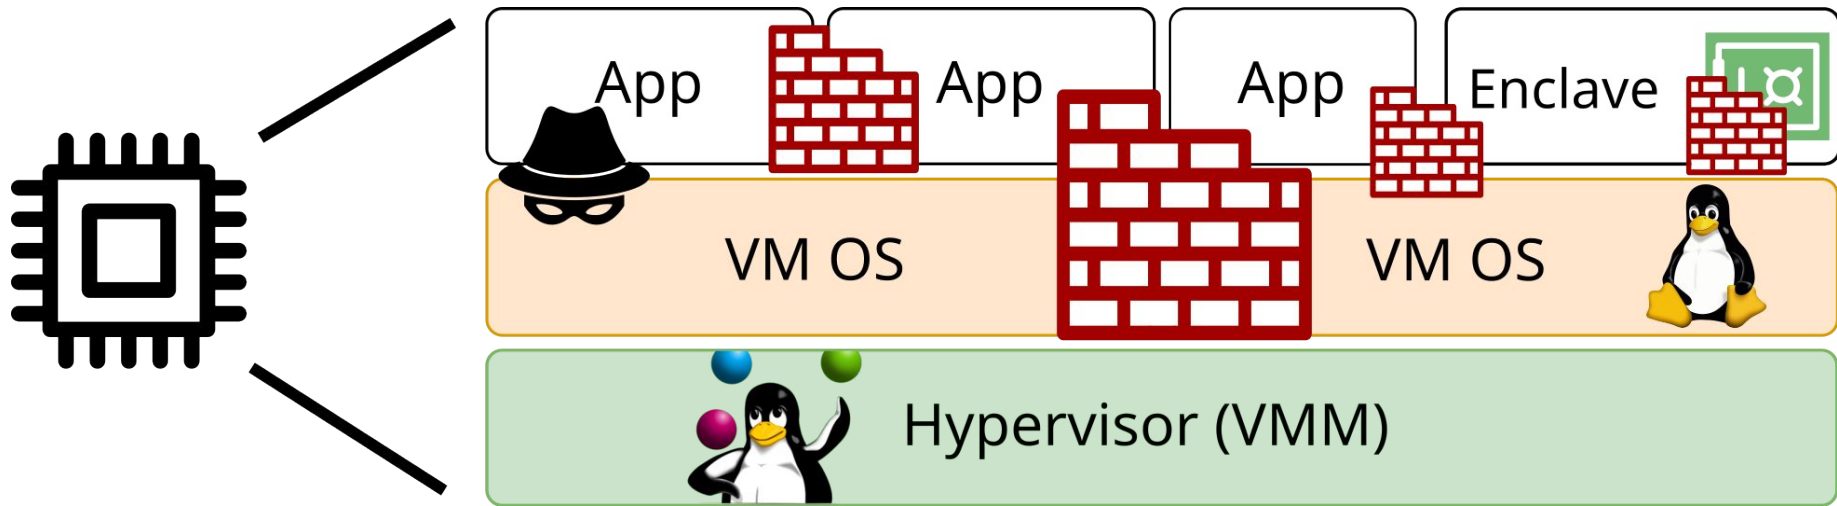 App
App
App
Enclave
VM OS
VM OS
Hypervisor (VMM)